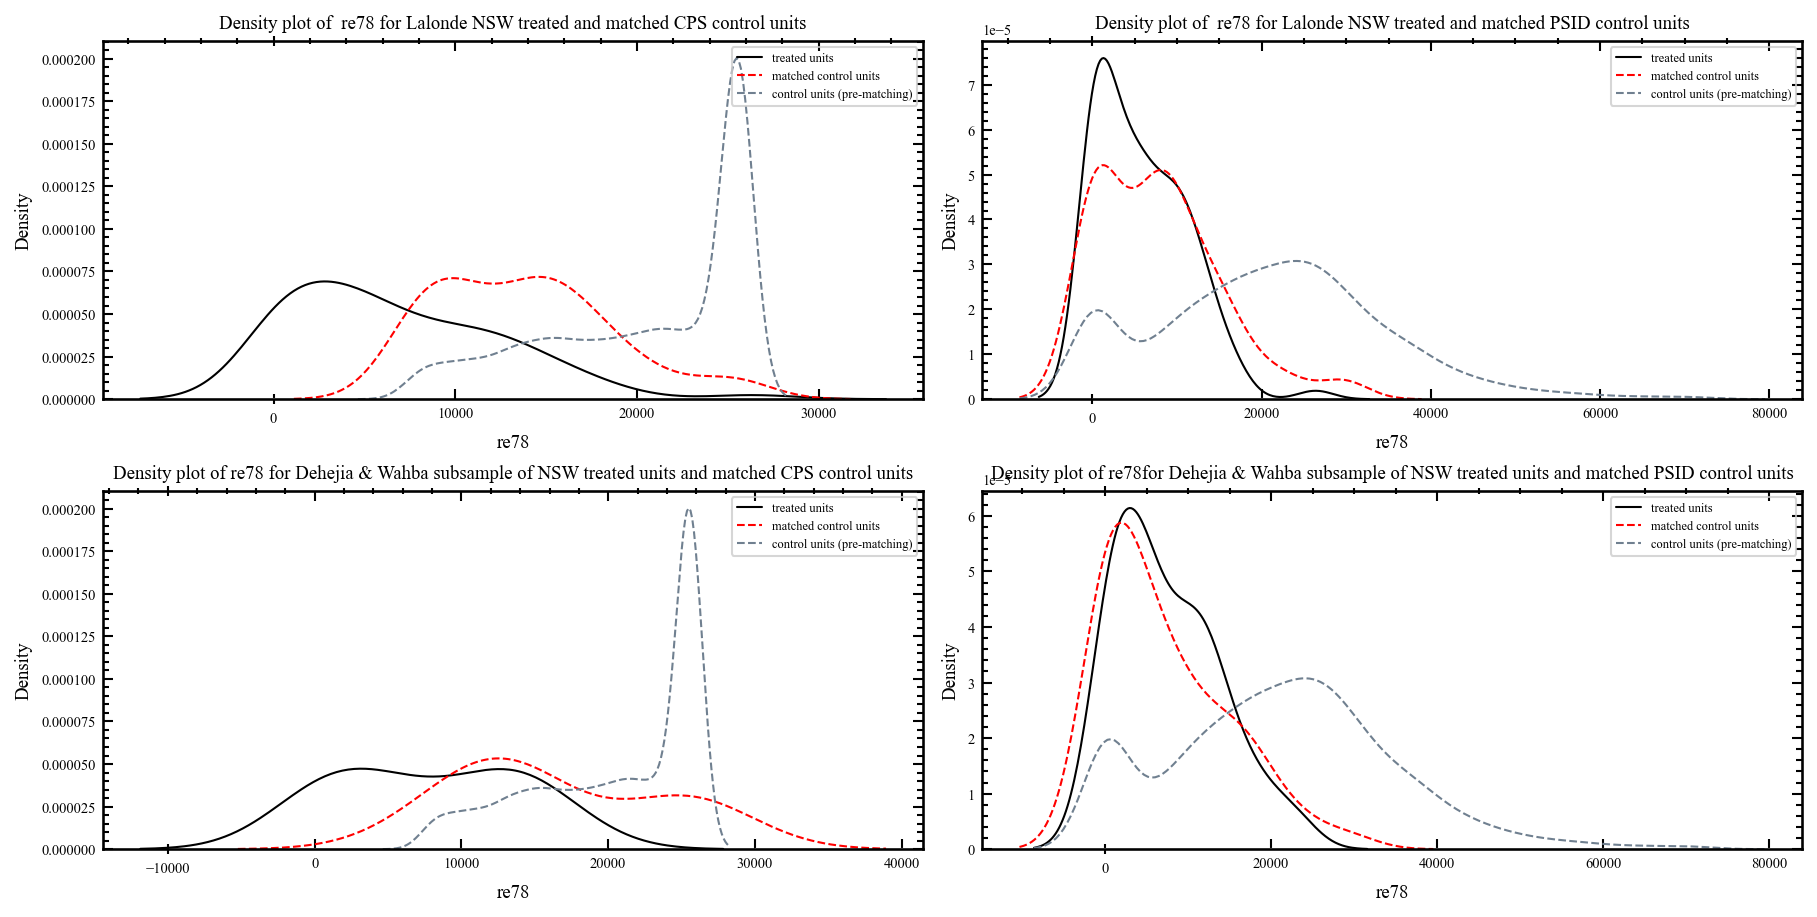 Density plot of  re78 for Lalonde NSW treated and matched CPS control units
0.000200
0.000175
0.000150
0.000125
0.000100
0.000075
0.000050
0.000025
0.000000
Density
treated units
matched control units
control units (pre-matching)
0 10000 20000 30000
re78
Density plot of  re78 for Lalonde NSW treated and matched PSID control units
1e−5
7
6
5
4
3
2
1
0
Density
treated units
matched control units
control units (pre-matching)
0 20000 40000 60000 80000
re78
Density plot of re78 for Dehejia & Wahba subsample of NSW treated units and matched CPS control units
0.000200
0.000175
0.000150
0.000125
0.000100
0.000075
0.000050
0.000025
0.000000
Density
treated units
matched control units
control units (pre-matching)
−10000 0 10000 20000 30000 40000
re78
Density plot of re78for Dehejia & Wahba subsample of NSW treated units and matched PSID control units
1e−5
6
5
4
3
2
1
0
Density
treated units
matched control units
control units (pre-matching)
0 20000 40000 60000 80000
re78